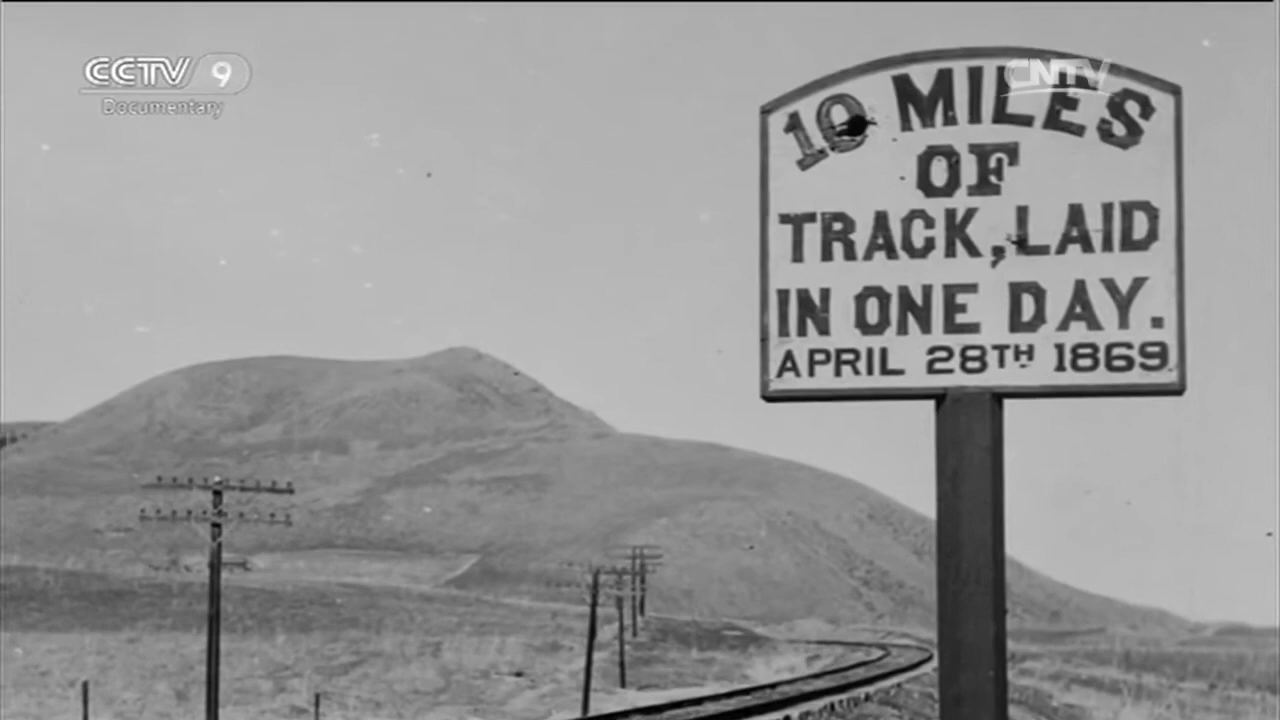 CCTV 9
Documentary
CNTV
10 MILES
OF
TRACK, LAID
IN ONE DAY.
APRIL 28TH 1869